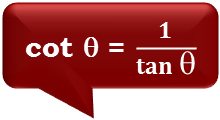 cot θ = 1 / tan θ